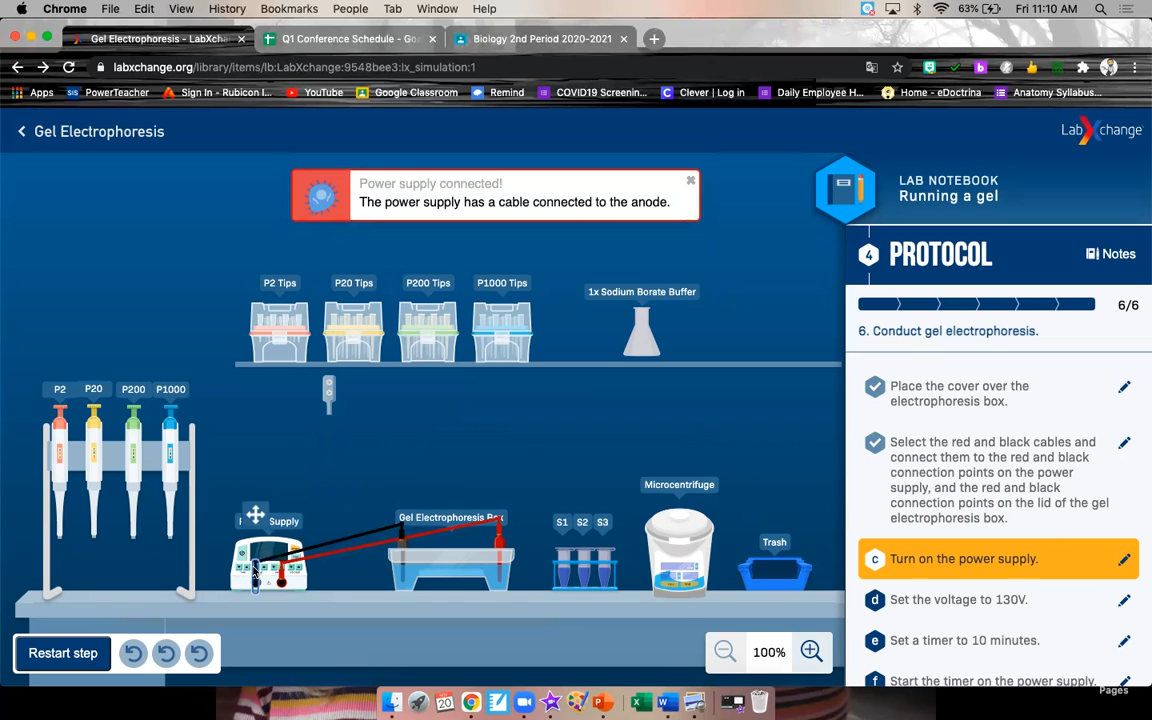 Chrome File Edit View History Bookmarks People Tab Window Help 63% Fri 11:10 AM
Gel Electrophoresis - LabXcha
Q1 Conference Schedule - Goo
Biology 2nd Period 2020-2021
labxchange.org/library/items/lb:LabXchange:9548bee3:lx_simulation:1
Apps SIS PowerTeacher Sign In - Rubicon I... YouTube Google Classroom Remind COVID19 Screenin... Clever | Log in Daily Employee H... Home - eDoctrina Anatomy Syllabus...
Gel Electrophoresis
LabXchange
Power supply connected!
The power supply has a cable connected to the anode.
LAB NOTEBOOK
Running a gel
4 PROTOCOL
Notes
6/6
6. Conduct gel electrophoresis.
Place the cover over the
electrophoresis box.
Select the red and black cables and
connect them to the red and black
connection points on the power
supply, and the red and black
connection points on the lid of the gel
electrophoresis box.
c Turn on the power supply.
d Set the voltage to 130V.
e Set a timer to 10 minutes.
f Start the timer on the power supply.
P2 Tips
P20 Tips
P200 Tips
P1000 Tips
1x Sodium Borate Buffer
P2
P20
P200
P1000
Supply
Gel Electrophoresis Box
S1
S2
S3
Microcentrifuge
Trash
Restart step
100%
20
Pages